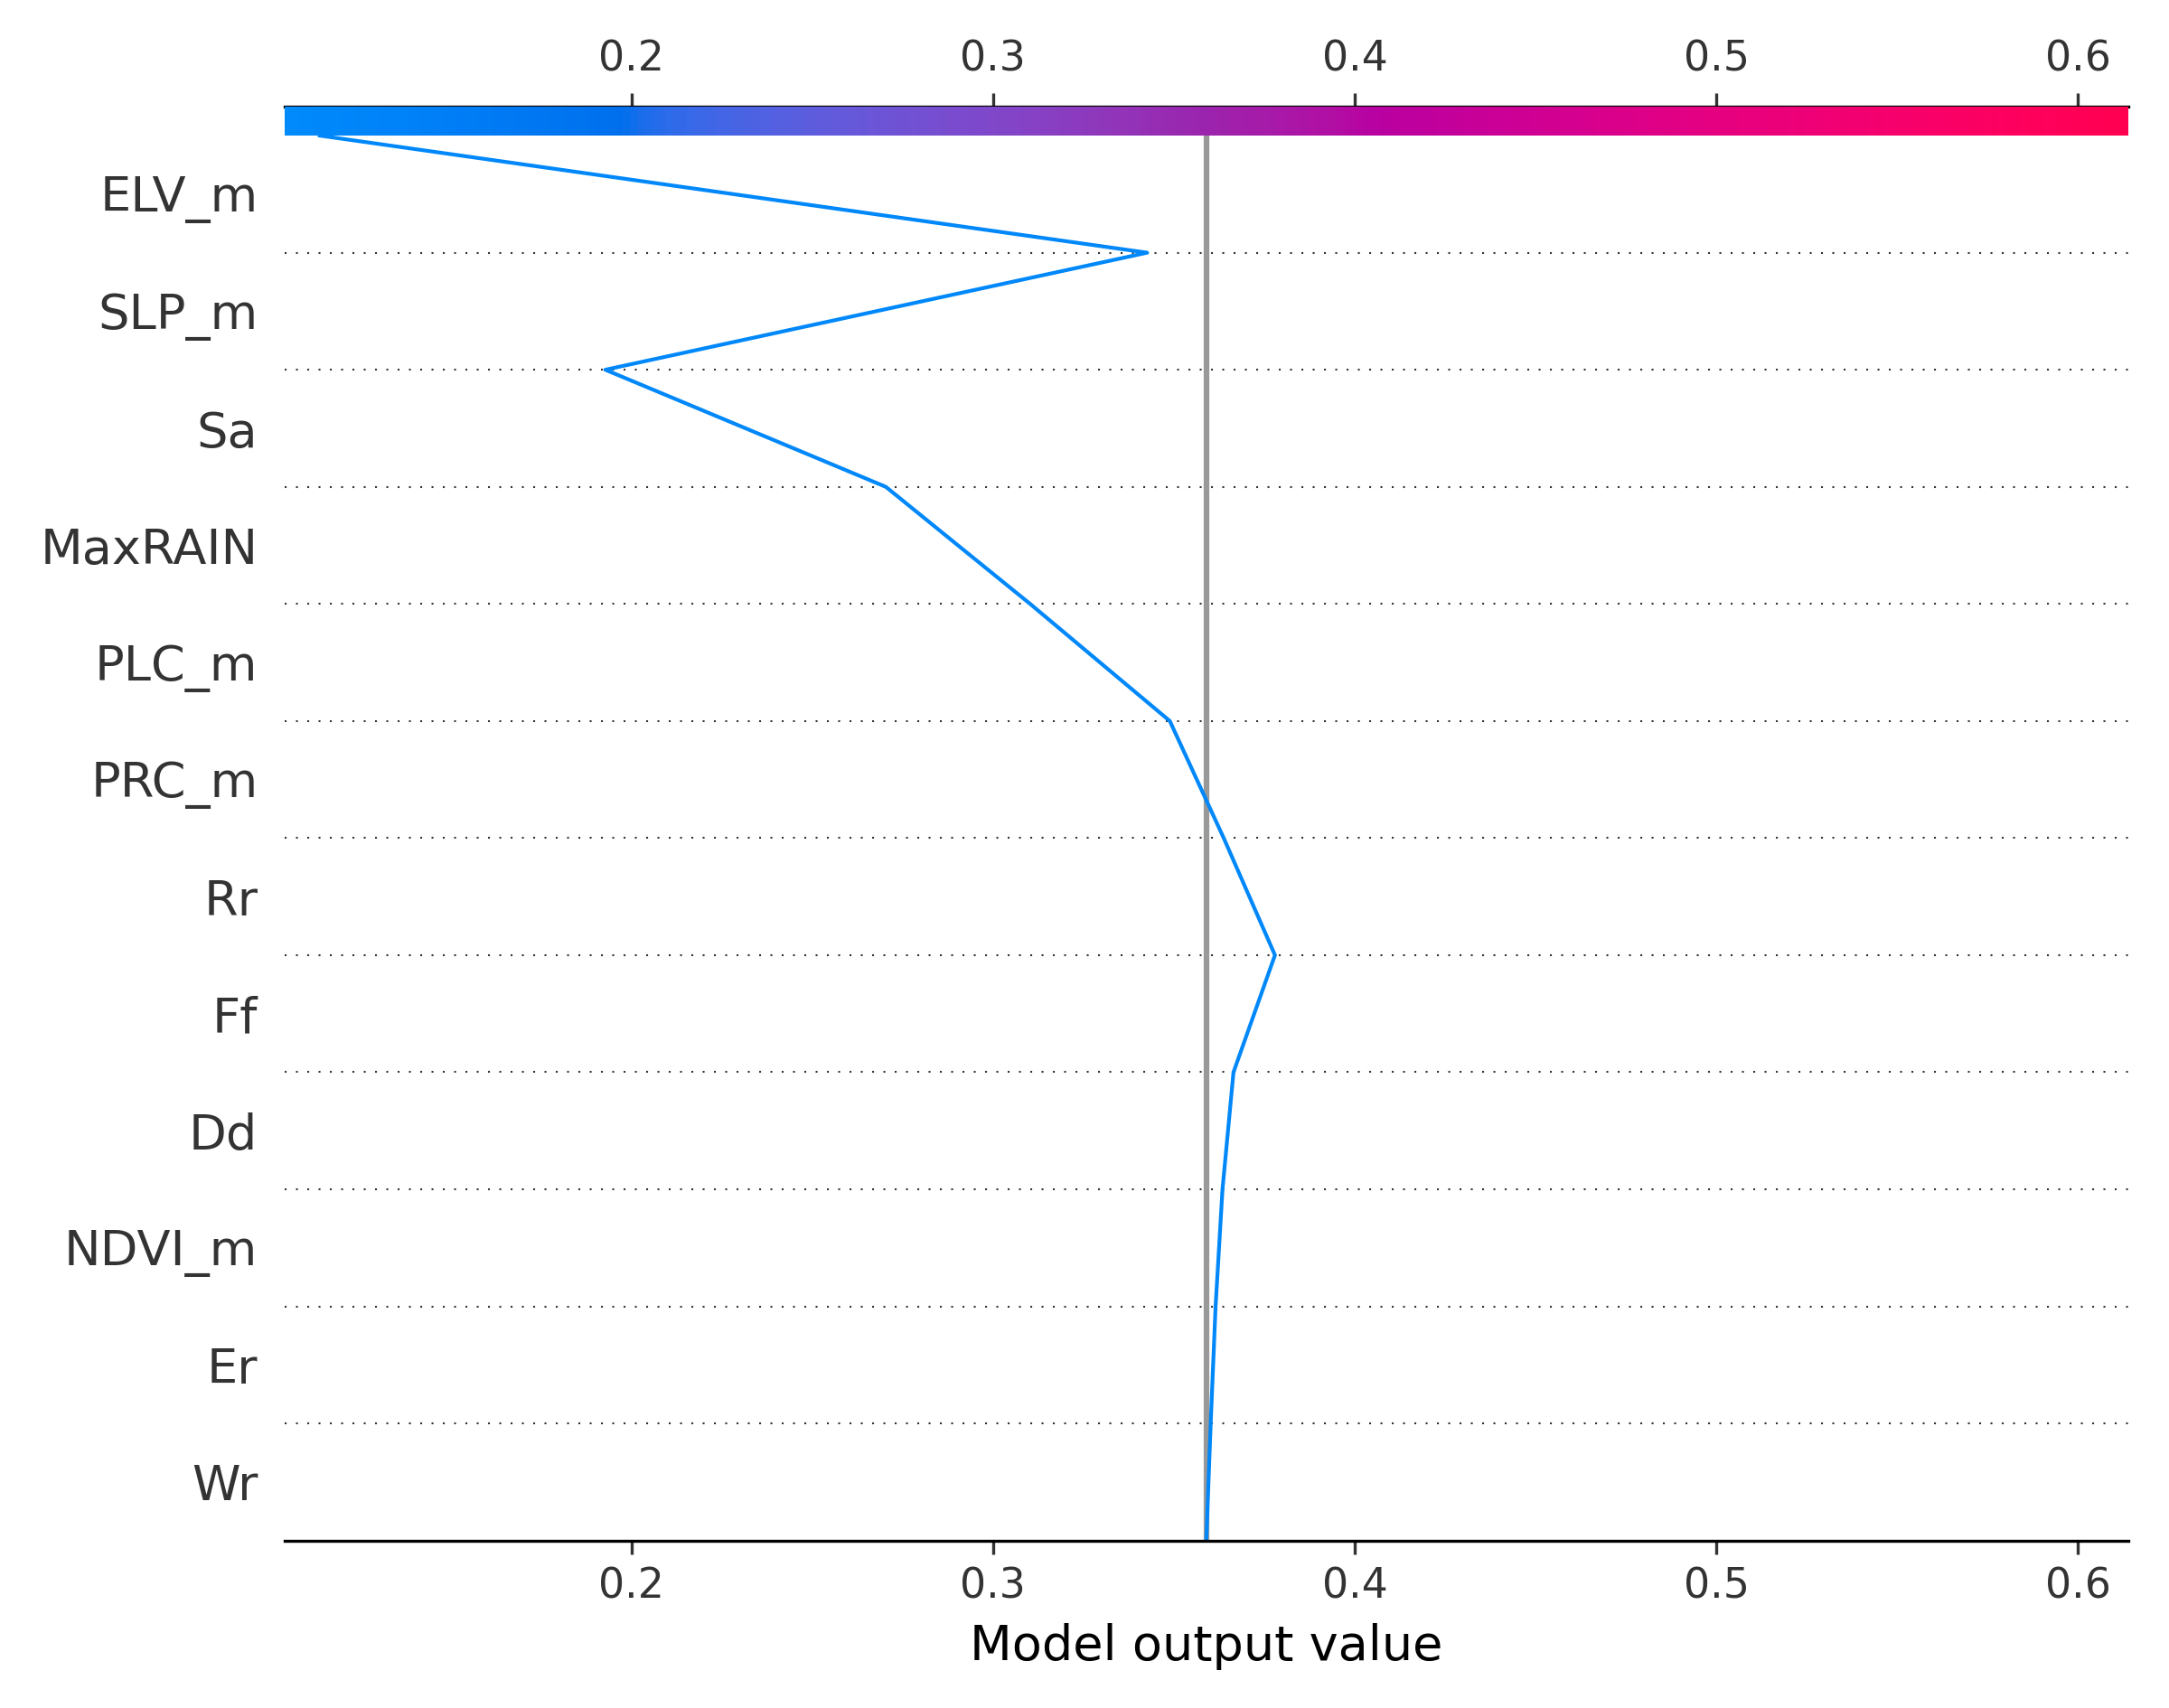 0.2 0.3 0.4 0.5 0.6
ELV_m
SLP_m
Sa
MaxRAIN
PLC_m
PRC_m
Rr
Ff
Dd
NDVI_m
Er
Wr
0.2 0.3 0.4 0.5 0.6
Model output value